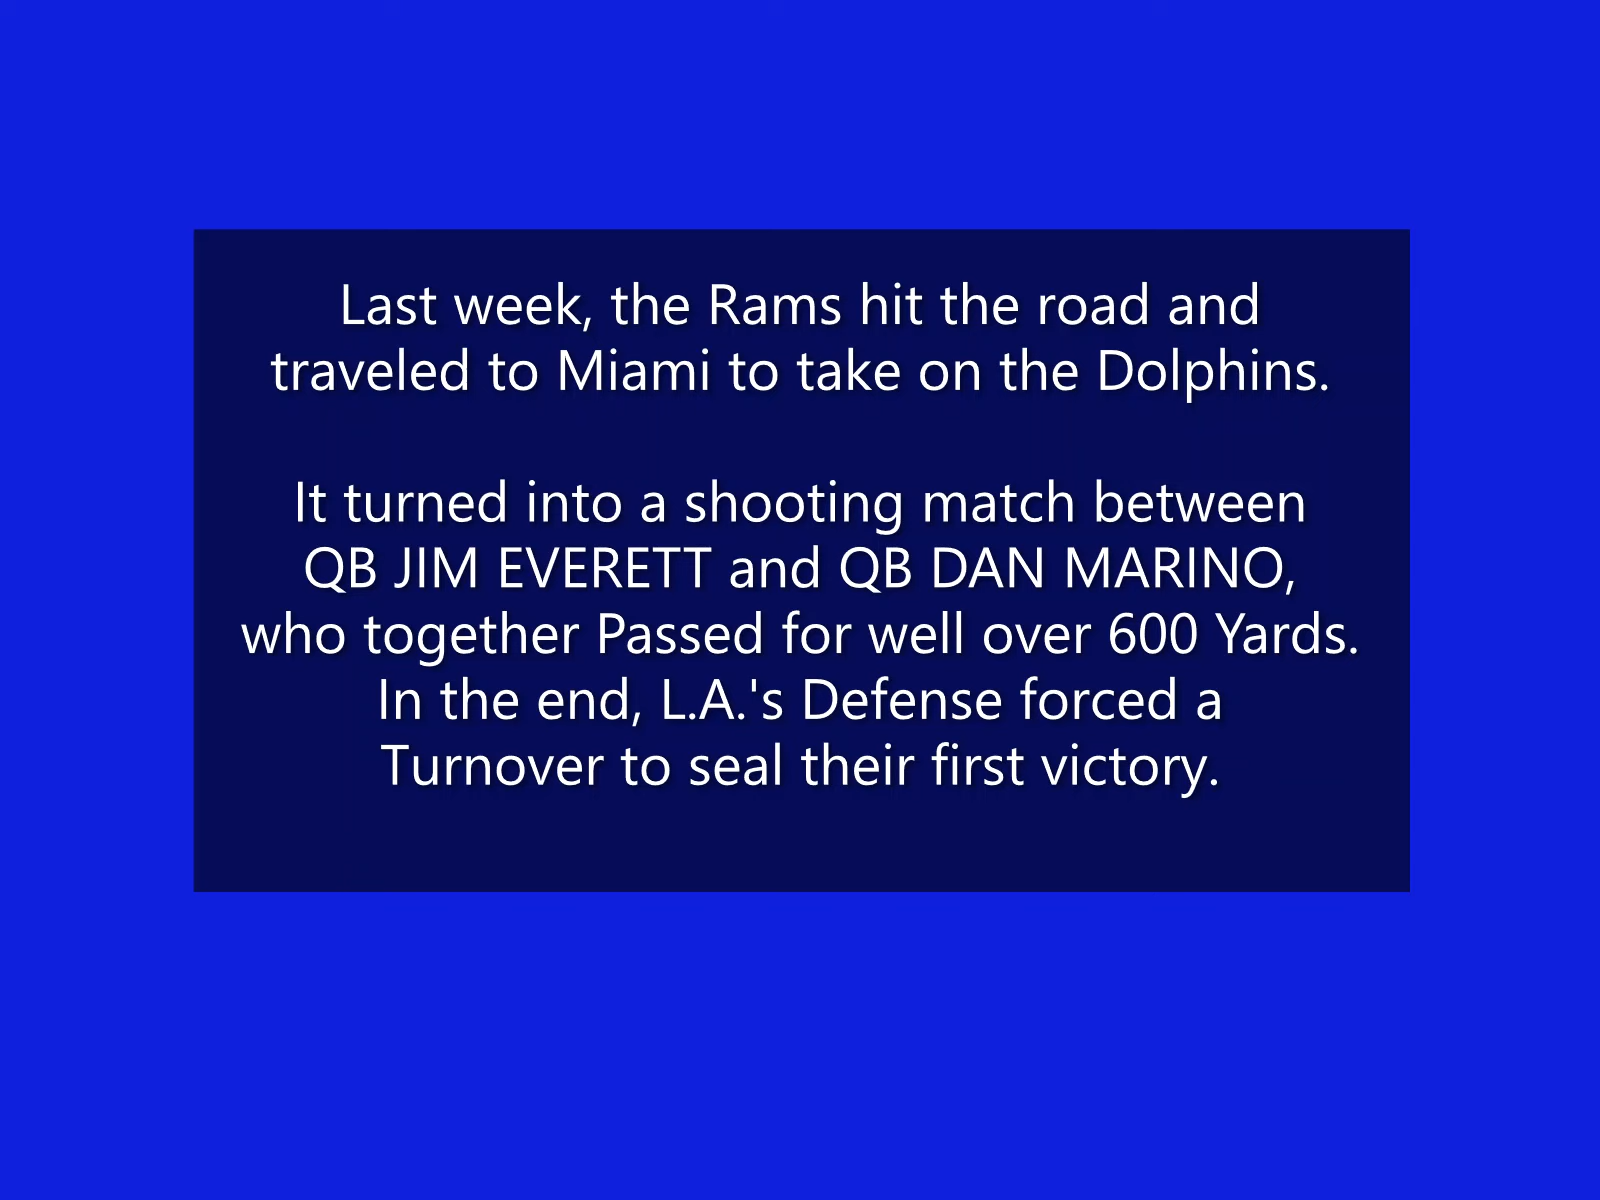 Last week, the Rams hit the road and
traveled to Miami to take on the Dolphins.
It turned into a shooting match between
QB JIM EVERETT and QB DAN MARINO,
who together Passed for well over 600 Yards.
In the end, L.A.'s Defense forced a
Turnover to seal their first victory.